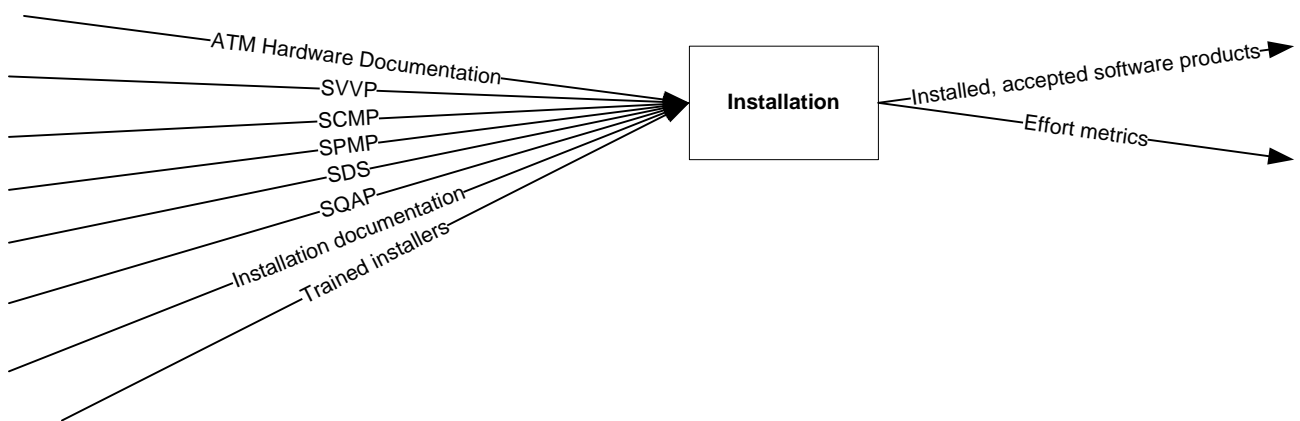 ATM Hardware Documentation
SVVP
SCMP
SPMP
SDS
SQAP
Installation documentation
Trained installers
Installation
Installed, accepted software products
Effort metrics